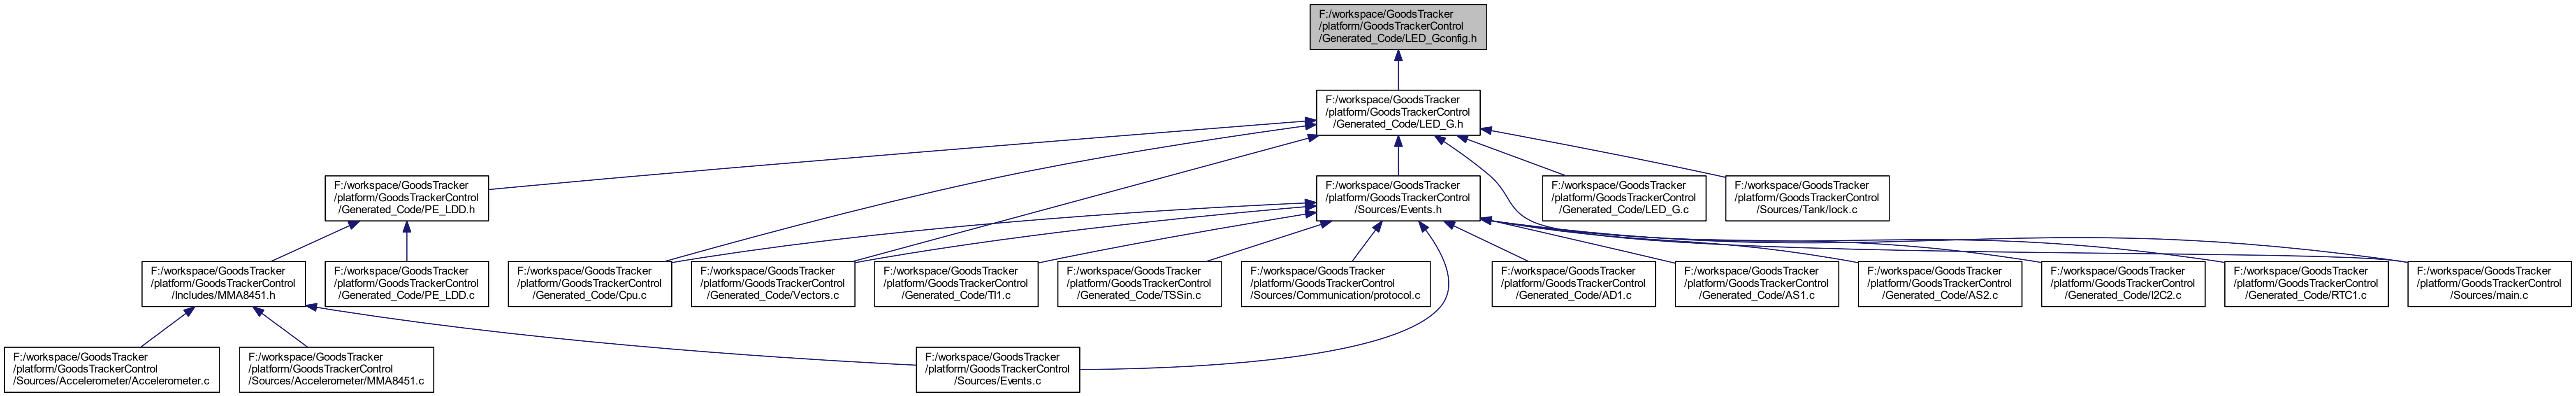 F:/workspace/GoodsTracker
/platform/GoodsTrackerControl
/Generated_Code/LED_Gconfig.h
F:/workspace/GoodsTracker
/platform/GoodsTrackerControl
/Generated_Code/LED_G.h
F:/workspace/GoodsTracker
/platform/GoodsTrackerControl
/Generated_Code/PE_LDD.h
F:/workspace/GoodsTracker
/platform/GoodsTrackerControl
/Sources/Events.h
F:/workspace/GoodsTracker
/platform/GoodsTrackerControl
/Generated_Code/LED_G.c
F:/workspace/GoodsTracker
/platform/GoodsTrackerControl
/Sources/Tank/lock.c
F:/workspace/GoodsTracker
/platform/GoodsTrackerControl
/Includes/MMA8451.h
F:/workspace/GoodsTracker
/platform/GoodsTrackerControl
/Generated_Code/PE_LDD.c
F:/workspace/GoodsTracker
/platform/GoodsTrackerControl
/Generated_Code/Cpu.c
F:/workspace/GoodsTracker
/platform/GoodsTrackerControl
/Generated_Code/Vectors.c
F:/workspace/GoodsTracker
/platform/GoodsTrackerControl
/Generated_Code/TI1.c
F:/workspace/GoodsTracker
/platform/GoodsTrackerControl
/Generated_Code/TSSin.c
F:/workspace/GoodsTracker
/platform/GoodsTrackerControl
/Sources/Communication/protocol.c
F:/workspace/GoodsTracker
/platform/GoodsTrackerControl
/Generated_Code/AD1.c
F:/workspace/GoodsTracker
/platform/GoodsTrackerControl
/Generated_Code/AS1.c
F:/workspace/GoodsTracker
/platform/GoodsTrackerControl
/Generated_Code/AS2.c
F:/workspace/GoodsTracker
/platform/GoodsTrackerControl
/Generated_Code/I2C2.c
F:/workspace/GoodsTracker
/platform/GoodsTrackerControl
/Generated_Code/RTC1.c
F:/workspace/GoodsTracker
/platform/GoodsTrackerControl
/Sources/main.c
F:/workspace/GoodsTracker
/platform/GoodsTrackerControl
/Sources/Accelerometer/Accelerometer.c
F:/workspace/GoodsTracker
/platform/GoodsTrackerControl
/Sources/Accelerometer/MMA8451.c
F:/workspace/GoodsTracker
/platform/GoodsTrackerControl
/Sources/Events.c